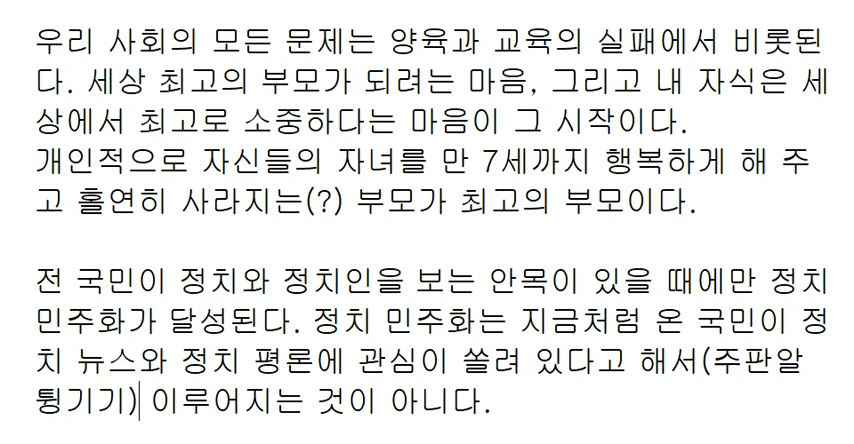 우리 사회의 모든 문제는 양육과 교육의 실패에서 비롯된
다. 세상 최고의 부모가 되려는 마음, 그리고 내 자식은 세
상에서 최고로 소중하다는 마음이 그 시작이다.
개인적으로 자신들의 자녀를 만 7세까지 행복하게 해 주
고 홀연히 사라지는(?) 부모가 최고의 부모이다.
전 국민이 정치와 정치인을 보는 안목이 있을 때에만 정치
민주화가 달성된다. 정치 민주화는 지금처럼 온 국민이 정
치 뉴스와 정치 평론에 관심이 쏠려 있다고 해서(주판알
튕기기) 이루어지는 것이 아니다.